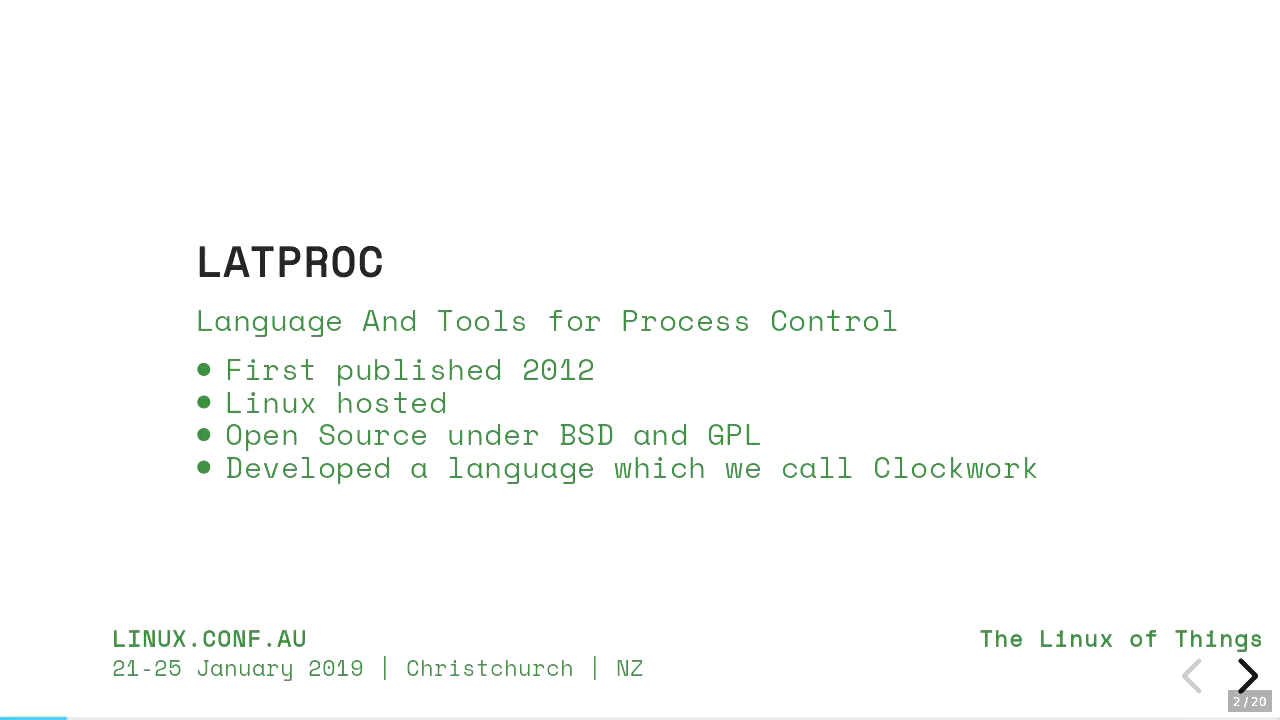 LATPROC
Language And Tools for Process Control
• First published 2012
• Linux hosted
• Open Source under BSD and GPL
• Developed a language which we call Clockwork
LINUX.CONF.AU
21-25 January 2019 | Christchurch | NZ
The Linux of Things
2/20